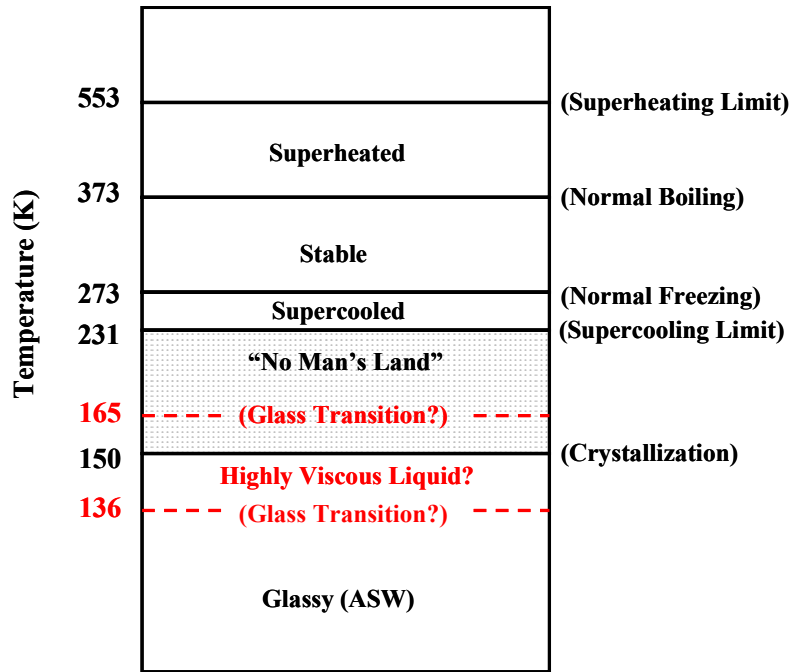 553
(Superheating Limit)
Superheated
373
(Normal Boiling)
Temperature (K)
Stable
273
(Normal Freezing)
Supercooled
231
(Supercooling Limit)
“No Man’s Land”
165
(Glass Transition?)
150
(Crystallization)
Highly Viscous Liquid?
136
(Glass Transition?)
Glassy (ASW)